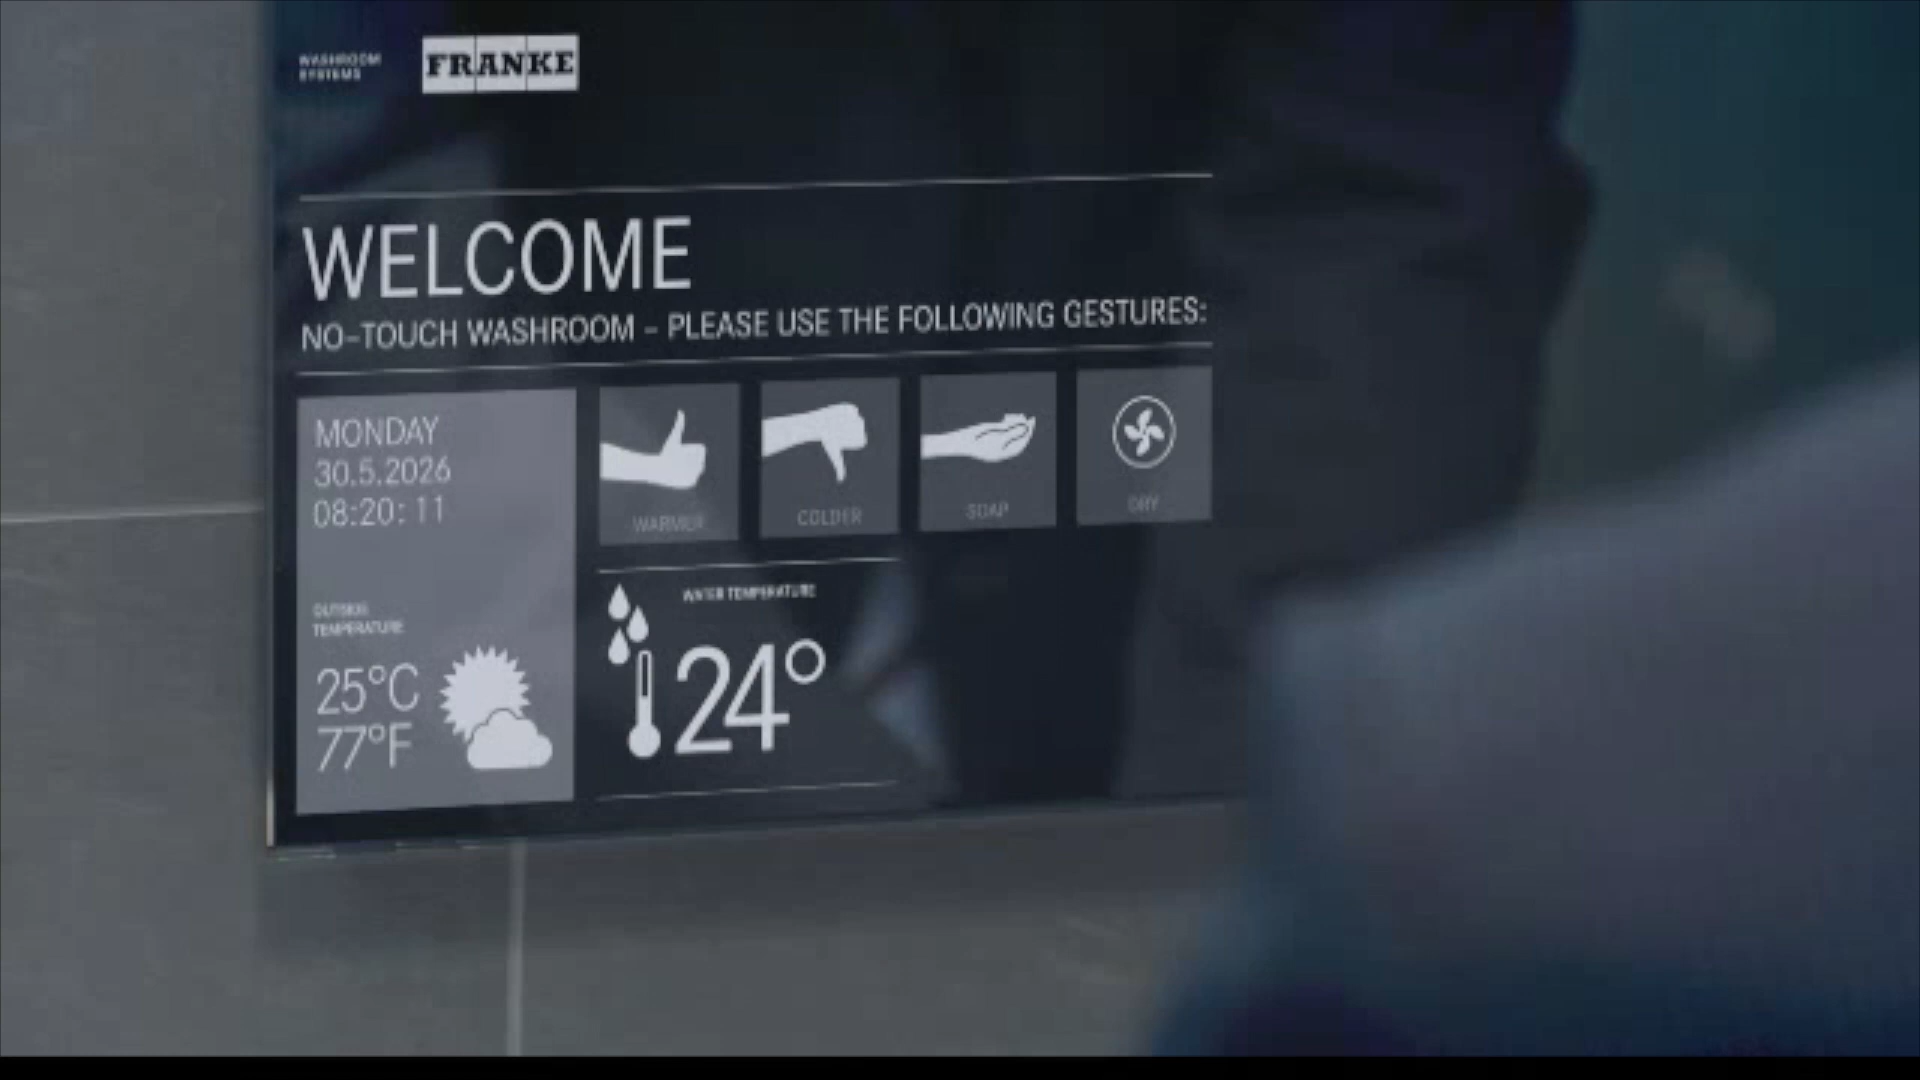 WASHROOM
SYSTEMS
FRANKE
WELCOME
NO-TOUCH WASHROOM - PLEASE USE THE FOLLOWING GESTURES:
MONDAY
30.5.2026
08:20:11
WARMER
COLDER
SOAP
DRY
OUTSIDE
TEMPERATURE
25°C
77°F
WATER TEMPERATURE
24°